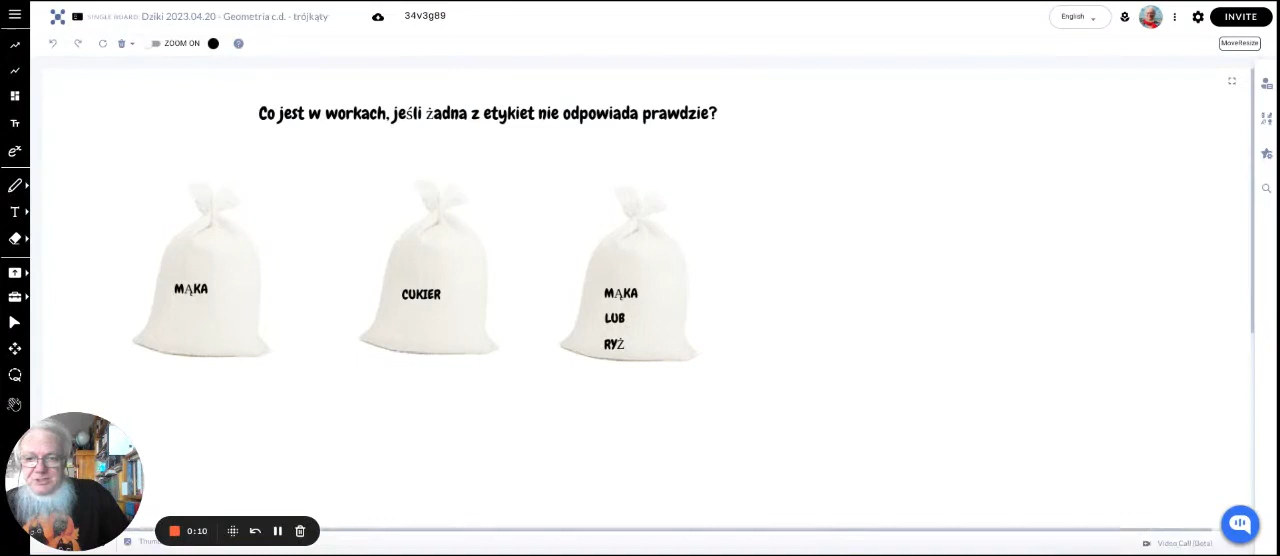 SINGLE BOARD: Dziki 2023.04.20 - Geometria c.d. - trójkąty
34v3g89
English
INVITE
ZOOM ON
MoveResize
Co jest w workach, jeśli żadna z etykiet nie odpowiada prawdzie?
MĄKA
CUKIER
MĄKA
LUB
RYŻ
0:10
Video Call (Beta)